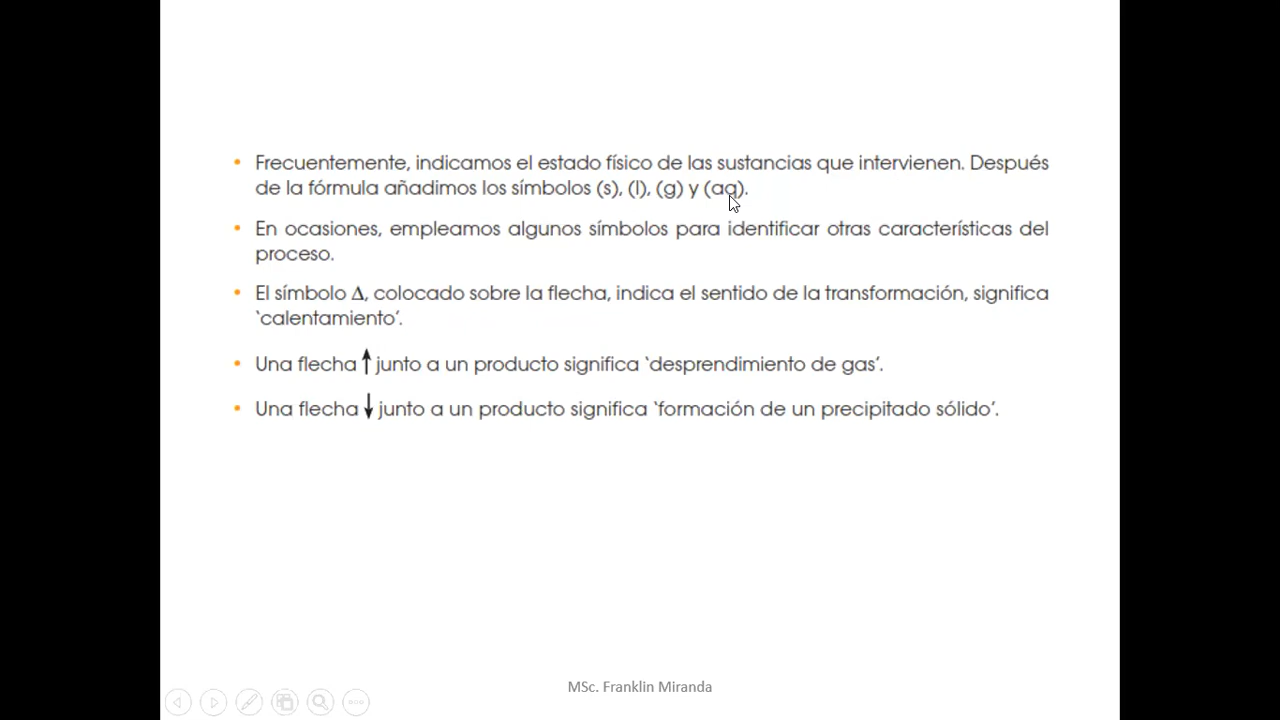 • Frecuentemente, indicamos el estado físico de las sustancias que intervienen. Después
de la fórmula añadimos los símbolos (s), (l), (g) y (aq).
• En ocasiones, empleamos algunos símbolos para identificar otras características del
proceso.
• El símbolo Δ, colocado sobre la flecha, indica el sentido de la transformación, significa
‘calentamiento’.
• Una flecha ↑ junto a un producto significa ‘desprendimiento de gas’.
• Una flecha ↓ junto a un producto significa ‘formación de un precipitado sólido’.
MSc. Franklin Miranda